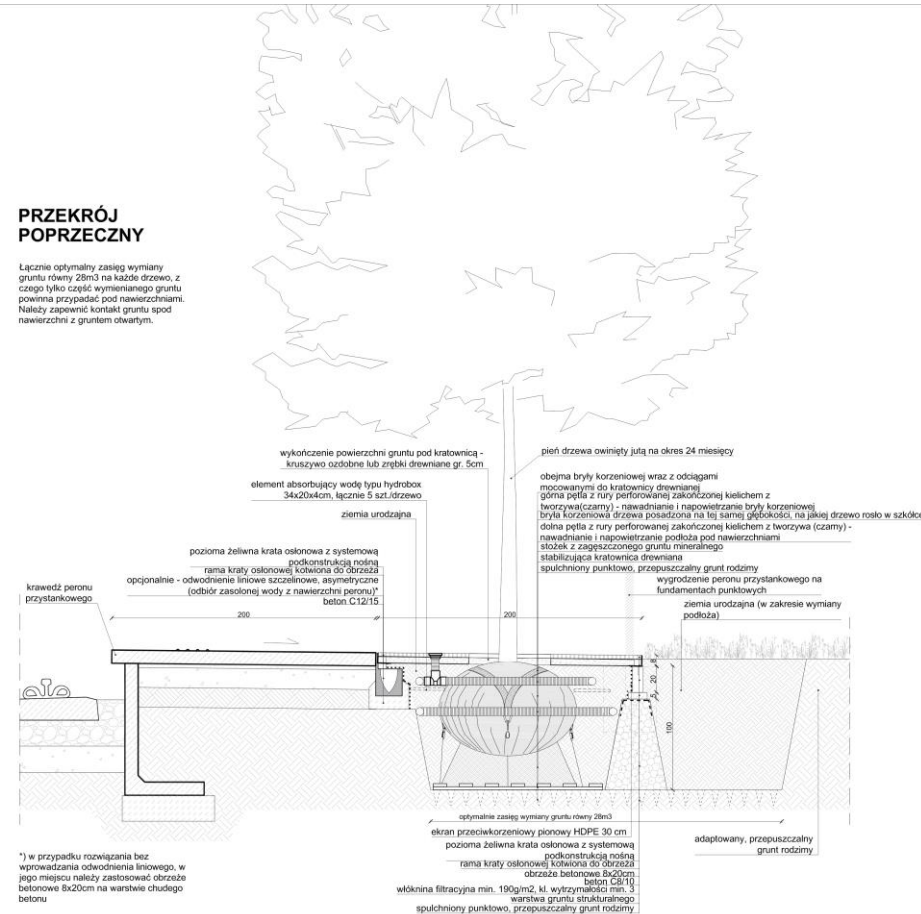 PRZEKRÓJ
POPRZECZNY
Łącznie optymalny zasięg wymiany
gruntu równy 28m3 na każde drzewo, z
czego tylko część wymienianego gruntu
powinna przypadać pod nawierzchniami.
Należy zapewnić kontakt gruntu spod
nawierzchni z gruntem otwartym.
wykończenie powierzchni gruntu pod kratownicą -
kruszywo ozdobne lub zrębki drewniane gr. 5cm
element absorbujący wodę typu hydrobox
34x20x4cm, łącznie 5 szt./drzewo
ziemia urodzajna
pozioma żeliwna krata osłonowa z systemową
podkonstrukcją nośną
rama kraty osłonowej kotwiona do obrzeża
opcjonalnie - odwodnienie liniowe szczelinowe, asymetryczne
(odbiór zasolonej wody z nawierzchni peronu)*
beton C12/15
krawędź peronu
przystankowego
pień drzewa owinięty jutą na okres 24 miesięcy
obejma bryły korzeniowej wraz z odciągami
mocowanymi do kratownicy drewnianej
górna pętla z rury perforowanej zakończonej kielichem z
tworzywa(czarny) - nawadnianie i napowietrzanie bryły korzeniowej
bryła korzeniowa drzewa posadzona na tej samej głębokości, na jakiej drzewo rosło w szkółce
dolna pętla z rury perforowanej zakończonej kielichem z tworzywa (czarny) -
nawadnianie i napowietrzanie podłoża pod nawierzchniami
stożek z zagęszczonego gruntu mineralnego
stabilizująca kratownica drewniana
spulchniony punktowo, przepuszczalny grunt rodzimy
wygrodzenie peronu przystankowego na
fundamentach punktowych
ziemia urodzajna (w zakresie wymiany
podłoża)
200
200
8
20
5
100
optymalnie zasięg wymiany gruntu równy 28m3
ekran przeciwkorzeniowy pionowy HDPE 30 cm
pozioma żeliwna krata osłonowa z systemową
podkonstrukcją nośną
rama kraty osłonowej kotwiona do obrzeża
obrzeże betonowe 8x20cm
beton C8/10
włóknina filtracyjna min. 190g/m2, kl. wytrzymałości min. 3
warstwa gruntu strukturalnego
spulchniony punktowo, przepuszczalny grunt rodzimy
adaptowany, przepuszczalny
grunt rodzimy
*) w przypadku rozwiązania bez
wprowadzania odwodnienia liniowego, w
jego miejscu należy zastosować obrzeże
betonowe 8x20cm na warstwie chudego
betonu